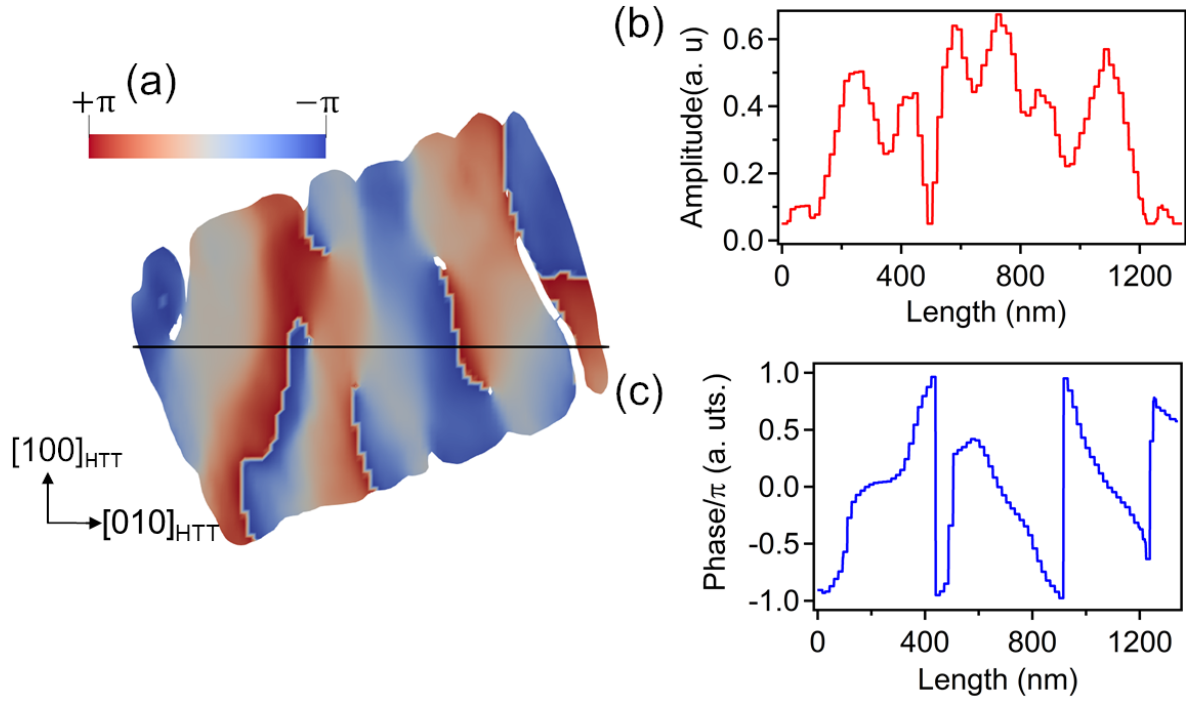 (a)
+π
−π
[100]HTT
[010]HTT
(b)
Amplitude(a. u)
0.6
0.4
0.2
0.0
0
400
800
1200
Length (nm)
(c)
Phase/π (a. uts.)
1.0
0.5
0.0
-0.5
-1.0
0
400
800
1200
Length (nm)